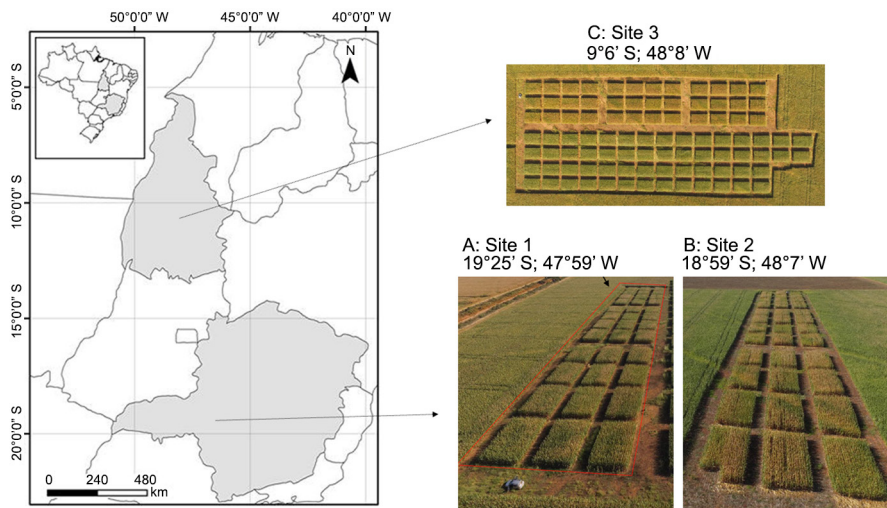 50°0'0" W
45°0'0" W
40°0'0" W
N
5°0'0" S
10°0'0" S
15°0'0" S
20°0'0" S
0 240 480
km
C: Site 3
9°6’ S; 48°8’ W
A: Site 1
19°25’ S; 47°59’ W
B: Site 2
18°59’ S; 48°7’ W